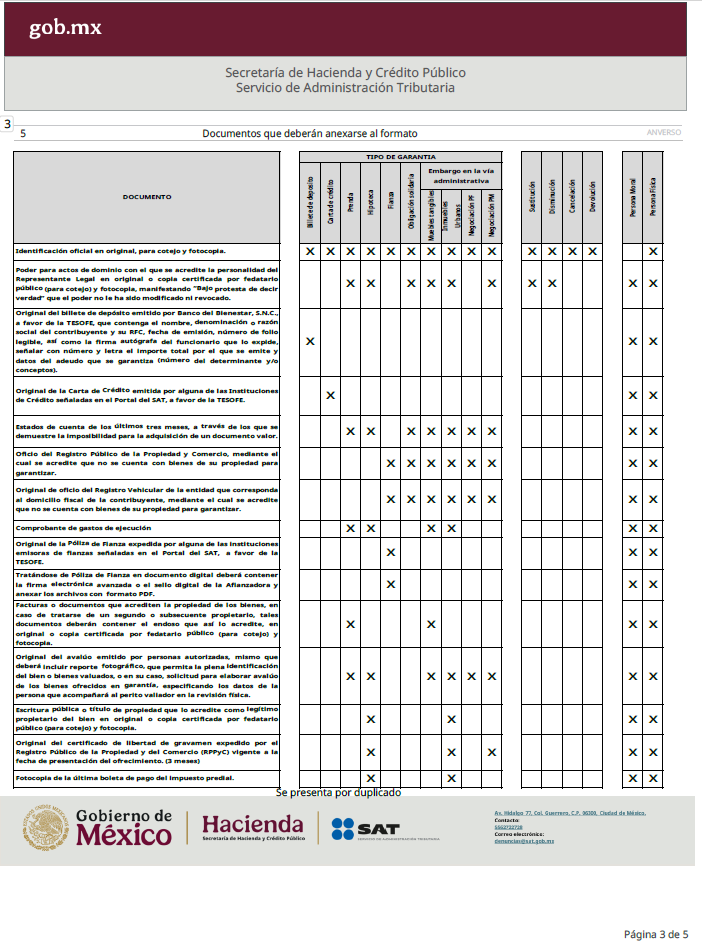 gob.mx
Secretaría de Hacienda y Crédito Público
Servicio de Administración Tributaria
3
5 Documentos que deberán anexarse al formato ANVERSO
DOCUMENTO
TIPO DE GARANTIA
Embargo en la vía
administrativa
Billete de deposito
Carta de crédito
Prenda
Hipoteca
Fianza
Obligación solidaria
Muebles tangibles
Inmuebles
Urbanos
Negociación PF
Negociación PM
Sustitución
Disminución
Cancelación
Devolución
Persona Moral
Persona Física
Identificación oficial en original, para cotejo y fotocopia. X X X X X X X X X X X X X X X
Poder para actos de dominio con el que se acredite la personalidad del
Representante Legal en original o copia certificada por fedatario
público (para cotejo) y fotocopia, manifestando "Bajo protesta de decir
verdad" que el poder no le ha sido modificado ni revocado.
X X X X X X X X X X
Original del billete de depósito emitido por Banco del Bienestar, S.N.C.,
a favor de la TESOFE, que contenga el nombre, denominación o razón
social del contribuyente y su RFC, fecha de emisión, número de folio
legible, así como la firma autógrafa del funcionario que lo expide,
señalar con número y letra el importe total por el que se emite y
datos del adeudo que se garantiza (número del determinante y/o
conceptos).
X X X
Original de la Carta de Crédito emitida por alguna de las Instituciones
de Crédito señaladas en el Portal del SAT, a favor de la TESOFE.
X X X
Estados de cuenta de los últimos tres meses, a través de los que se
demuestre la imposibilidad para la adquisición de un documento valor.
X X X X X X X X X
Oficio del Registro Público de la Propiedad y Comercio, mediante el
cual se acredite que no se cuenta con bienes de su propiedad para
garantizar.
X X X X X X X X
Original de oficio del Registro Vehicular de la entidad que corresponda
al domicilio fiscal de la contribuyente, mediante el cual se acredite
que no se cuenta con bienes de su propiedad para garantizar.
X X X X X X X X
Comprobante de gastos de ejecución X X X X X X
Original de la Póliza de Fianza expedida por alguna de las instituciones
emisoras de fianzas señaladas en el Portal del SAT, a favor de la
TESOFE.
X X X
Tratándose de Póliza de Fianza en documento digital deberá contener
la firma electrónica avanzada o el sello digital de la Afianzadora y
anexar los archivos con formato PDF.
X X X
Facturas o documentos que acrediten la propiedad de los bienes, en
caso de tratarse de un segundo o subsecuente propietario, tales
documentos deberán contener el endoso que así lo acredite, en
original o copia certificada por fedatario público (para cotejo) y
fotocopia.
X X X X
Original del avalúo emitido por personas autorizadas, mismo que
deberá incluir reporte fotográfico, que permita la plena identificación
del bien o bienes valuados, o en su caso, solicitud para elaborar avalúo
de los bienes ofrecidos en garantía, especificando los datos de la
persona que acompañará al perito valiador en la revisión física.
X X X X X X X X
Escritura pública o título de propiedad que lo acredite como legítimo
propietario del bien en original o copia certificada por fedatario
público (para cotejo) y fotocopia.
X X X X
Original del certificado de libertad de gravamen expedido por el
Registro Público de la Propiedad y del Comercio (RPPyC) vigente a la
fecha de presentación del ofrecimiento. (3 meses)
X X X X X
Fotocopia de la última boleta de pago del impuesto predial. X X X X
Se presenta por duplicado
Gobierno de
México
Hacienda
Secretaría de Hacienda y Crédito Público
SAT
SERVICIO DE ADMINISTRACIÓN TRIBUTARIA
Av. Hidalgo 77, Col. Guerrero, C.P. 06300, Ciudad de México.
Contacto:
5562722728
Correo electrónico:
denuncias@sat.gob.mx
Página 3 de 5